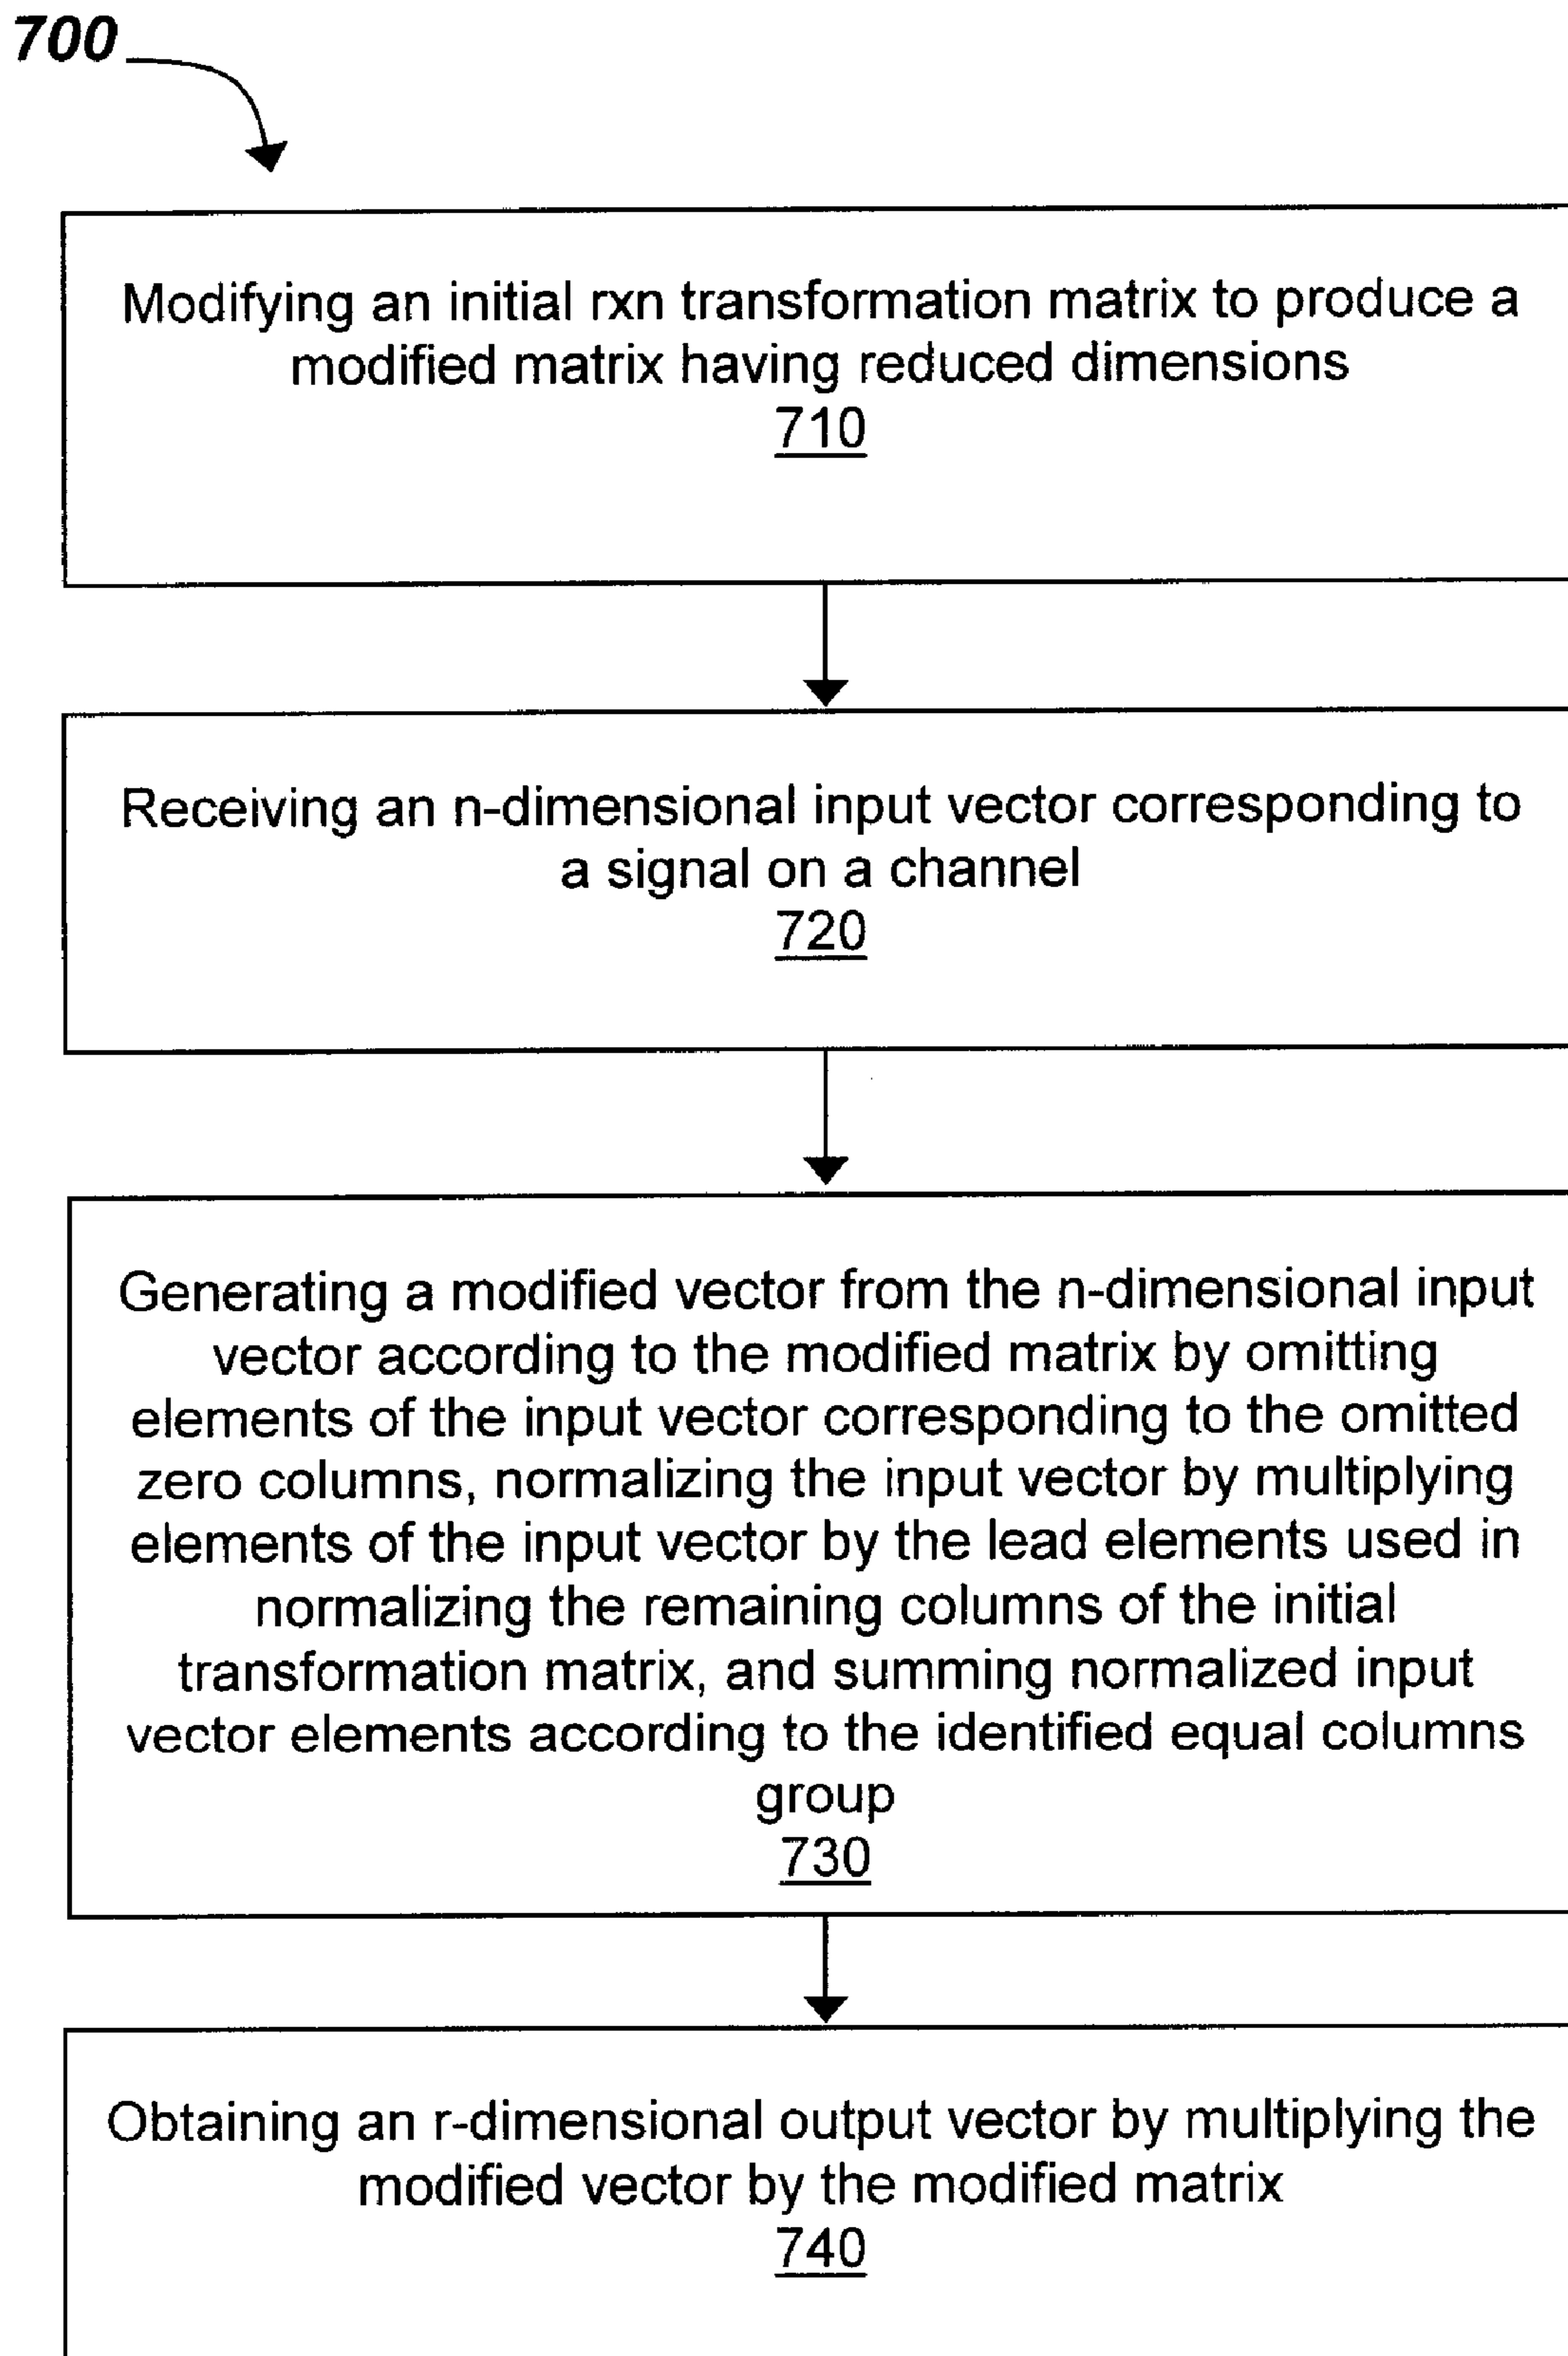 700
Modifying an initial rxn transformation matrix to produce a
modified matrix having reduced dimensions
710
Receiving an n-dimensional input vector corresponding to
a signal on a channel
720
Generating a modified vector from the n-dimensional input
vector according to the modified matrix by omitting
elements of the input vector corresponding to the omitted
zero columns, normalizing the input vector by multiplying
elements of the input vector by the lead elements used in
normalizing the remaining columns of the initial
transformation matrix, and summing normalized input
vector elements according to the identified equal columns
group
730
Obtaining an r-dimensional output vector by multiplying the
modified vector by the modified matrix
740